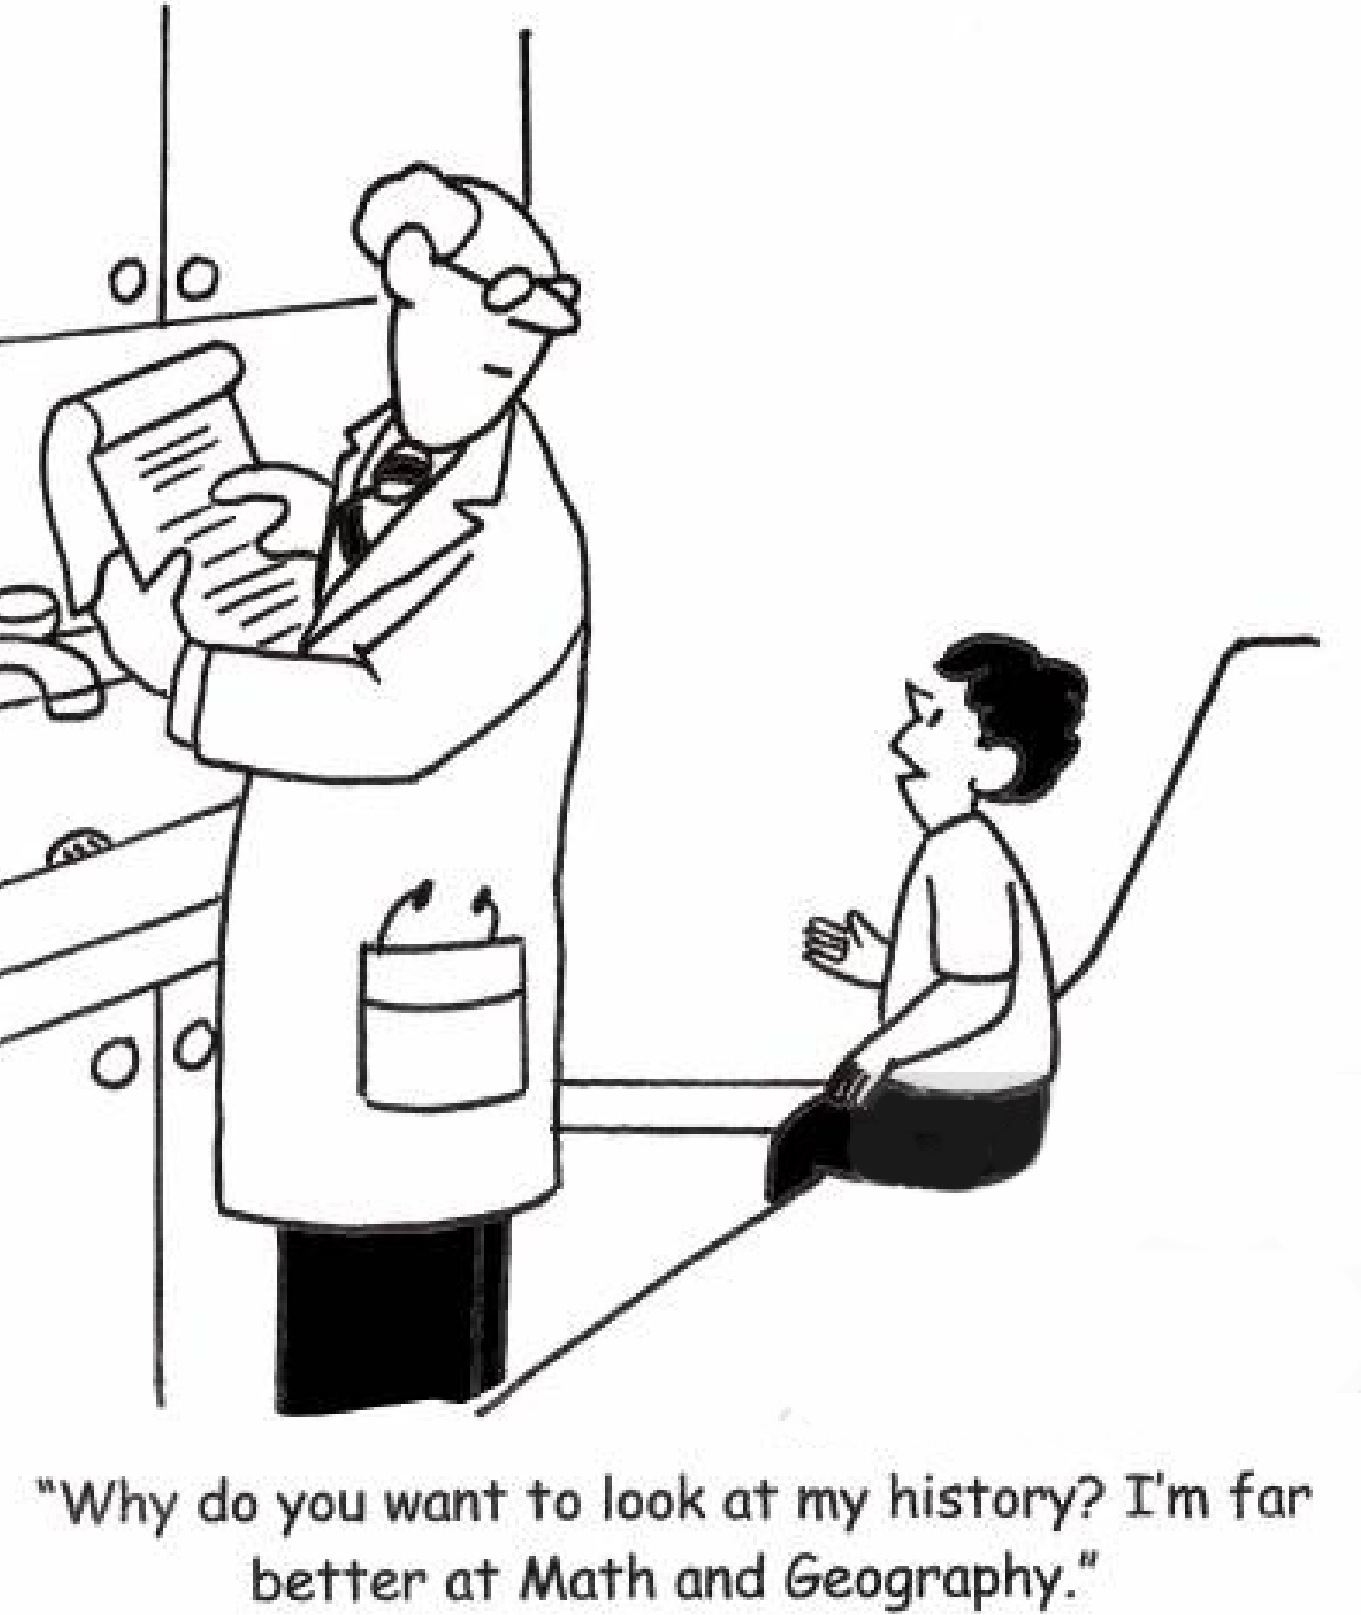 “Why do you want to look at my history? I'm far
better at Math and Geography.”